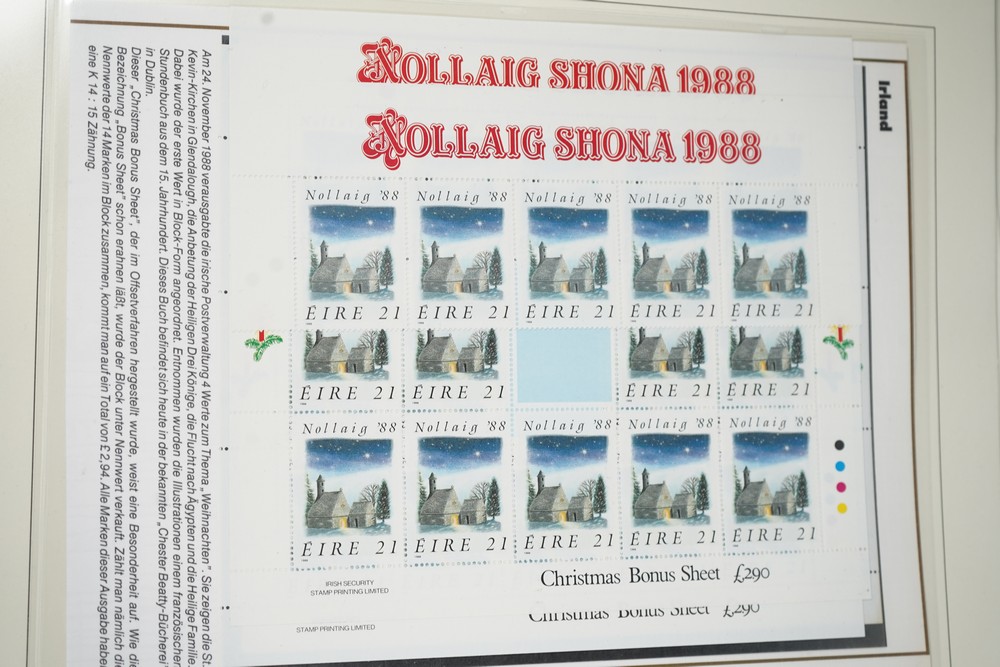 NOLLAIG SHONA 1988
NOLLAIG SHONA 1988
Nollaig '88 Nollaig '88 Nollaig '88 Nollaig '88 Nollaig '88
ÉIRE 21 ÉIRE 21 ÉIRE 21 ÉIRE 21 ÉIRE 21
ÉIRE 21 ÉIRE 21 ÉIRE 21 ÉIRE 21
Nollaig '88 Nollaig '88 Nollaig '88 Nollaig '88 Nollaig '88
ÉIRE 21 ÉIRE 21 ÉIRE 21 ÉIRE 21 ÉIRE 21
IRISH SECURITY
STAMP PRINTING LIMITED
Christmas Bonus Sheet £2.90
STAMP PRINTING LIMITED
Christmas Bonus Sheet £2.90
Irland
Am 24. November 1988 verausgabte die irische Postverwaltung 4 Werte zum Thema „Weihnachten". Sie zeigen die St.
Kevin-Kirchen in Glendalough, die Anbetung der Heiligen Drei Könige, die Flucht nach Ägypten und die Heilige Familie.
Dabei wurde der erste Wert in Block-Form angeordnet. Entnommen wurden die Illustrationen einem französischen
Stundenbuch aus dem 15. Jahrhundert. Dieses Buch befindet sich heute in der bekannten „Chester Beatty-Bücherei
in Dublin.
Dieser „Christmas Bonus Sheet", der im Offsetverfahren hergestellt wurde, weist eine Besonderheit auf. Wie die
Bezeichnung „Bonus Sheet" schon erahnen läßt, wurde der Block unter Nennwert verkauft. Zählt man nämlich die
Nennwerte der 14 Marken im Block zusammen, kommt man auf ein Total von £ 2,94. Alle Marken dieser Ausgabe haben
eine K 14 : 15 Zähnung.